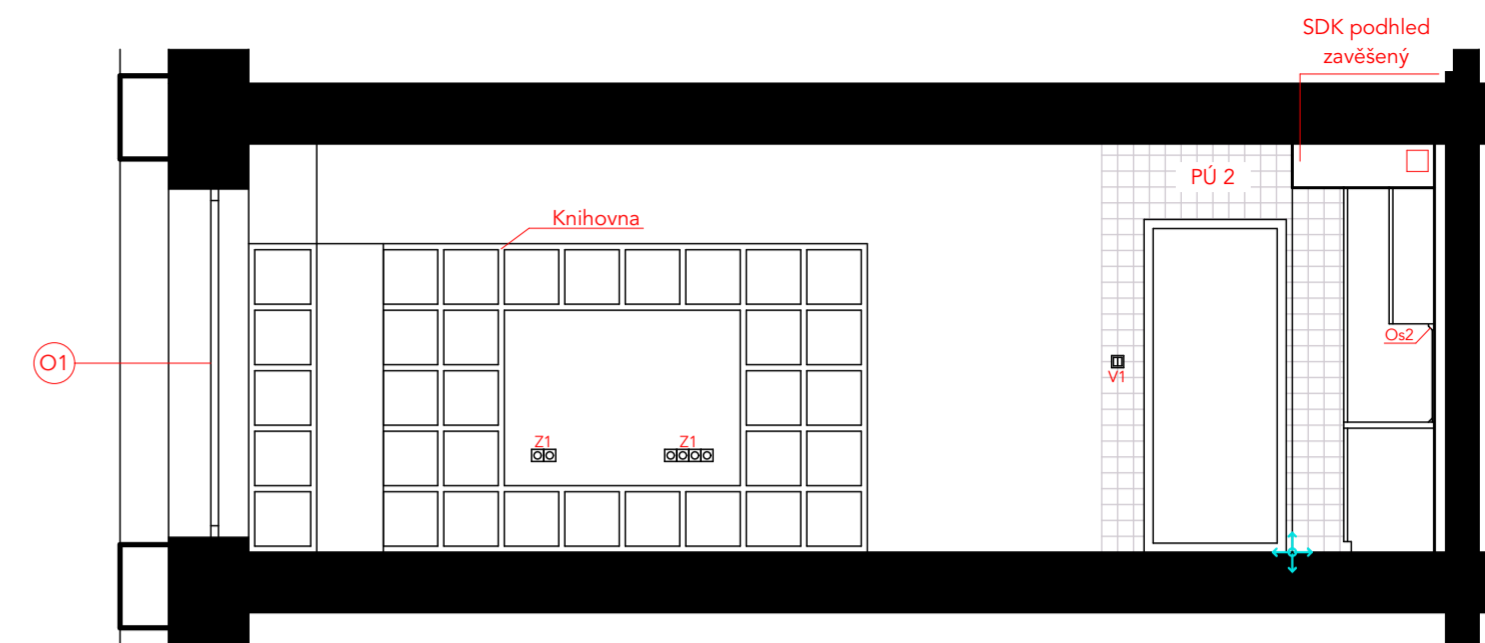 SDK podhled
zavěšený
PÚ 2
Knihovna
Os2
O1
V1
Z1
Z1